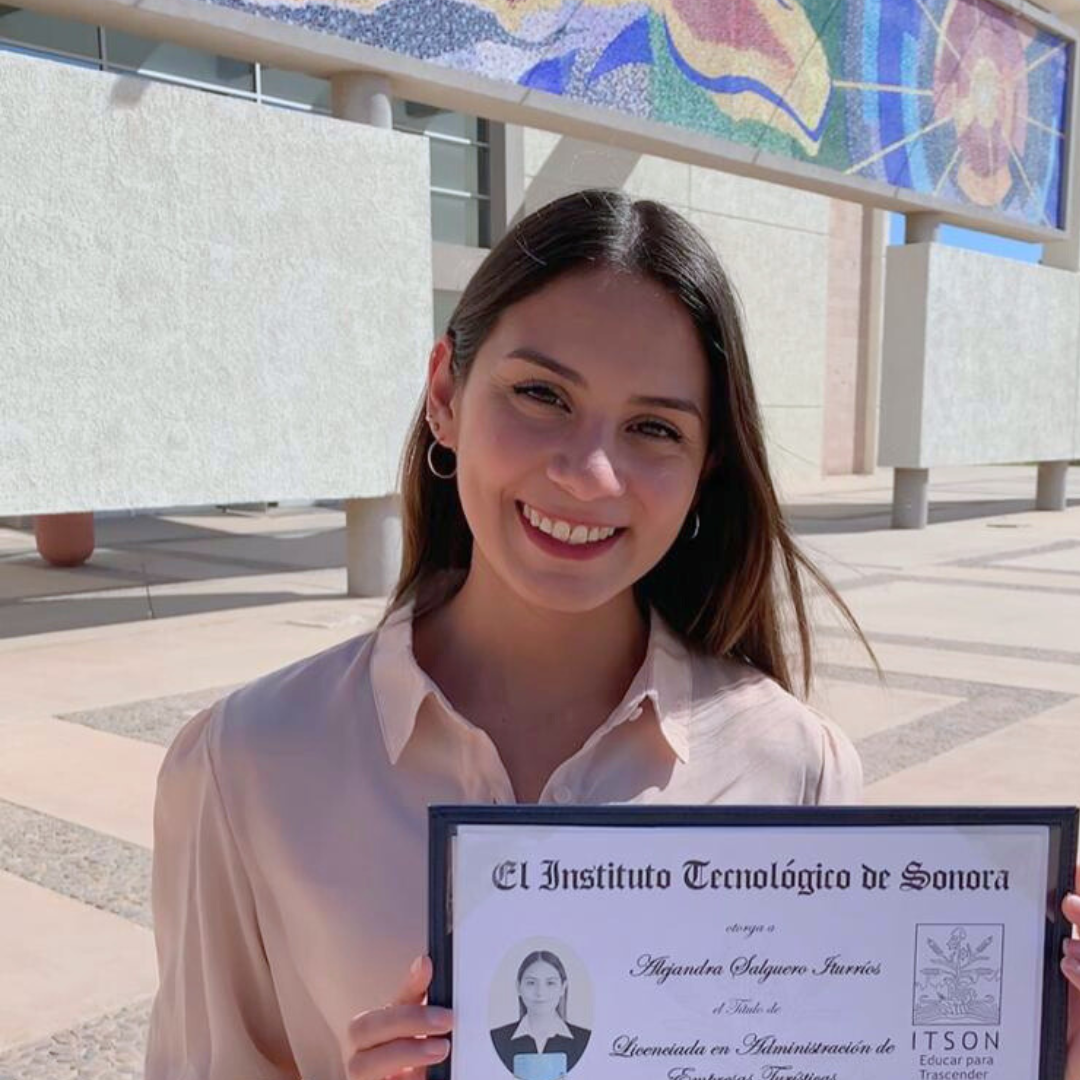 El Instituto Tecnológico de Sonora
otorga a
Alejandra Salguero Iturríos
el Título de
Licenciada en Administración de
Empresas Turísticas
ITSON
Educar para
Trascender